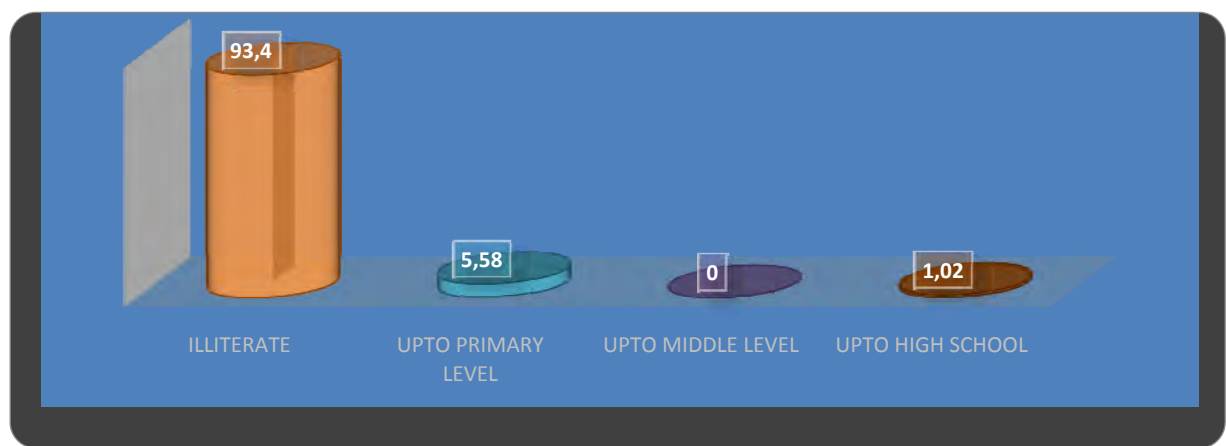 93,4
5,58
0
1,02
ILLITERATE
UPTO PRIMARY
LEVEL
UPTO MIDDLE LEVEL
UPTO HIGH SCHOOL